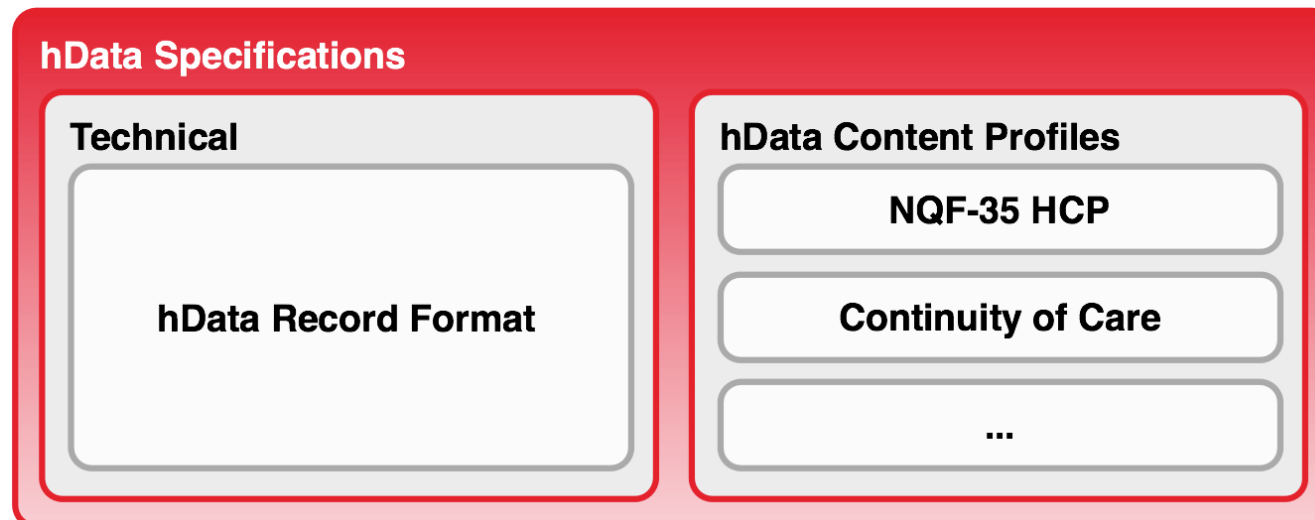 hData Specifications
Technical
hData Record Format
hData Content Profiles
NQF-35 HCP
Continuity of Care
...